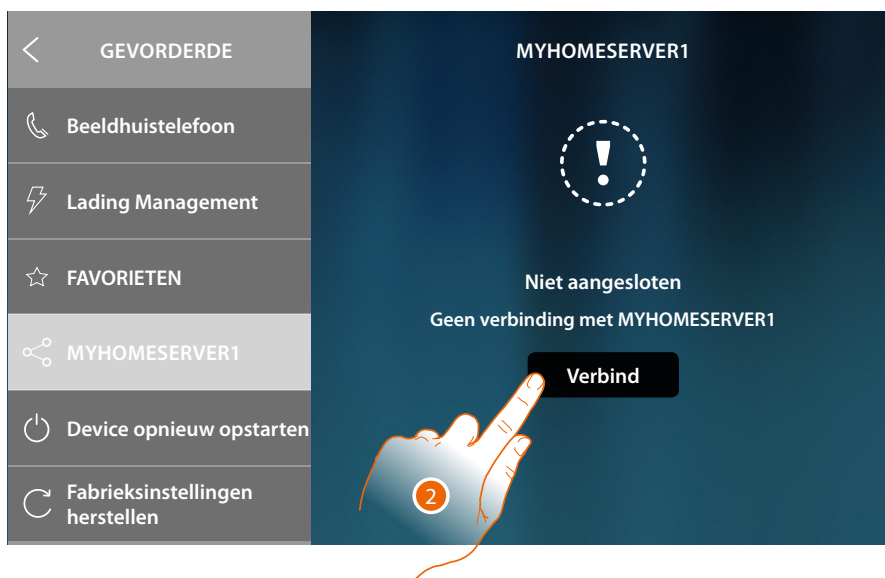 GEVORDERDE
Beeldhuistelefoon
Lading Management
FAVORIETEN
MYHOMESERVER1
Device opnieuw opstarten
Fabrieksinstellingen
herstellen
MYHOMESERVER1
!
Niet aangesloten
Geen verbinding met MYHOMESERVER1
Verbind
2